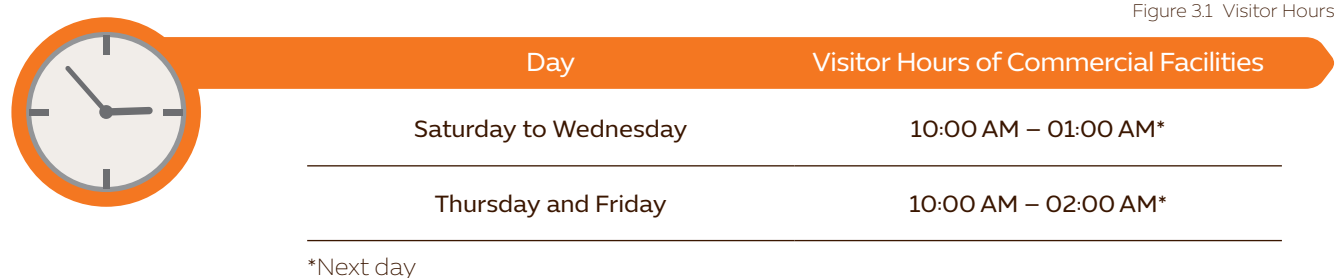 Figure 3.1 Visitor Hours
Day Visitor Hours of Commercial Facilities
Saturday to Wednesday 10:00 AM – 01:00 AM*
Thursday and Friday 10:00 AM – 02:00 AM*
*Next day